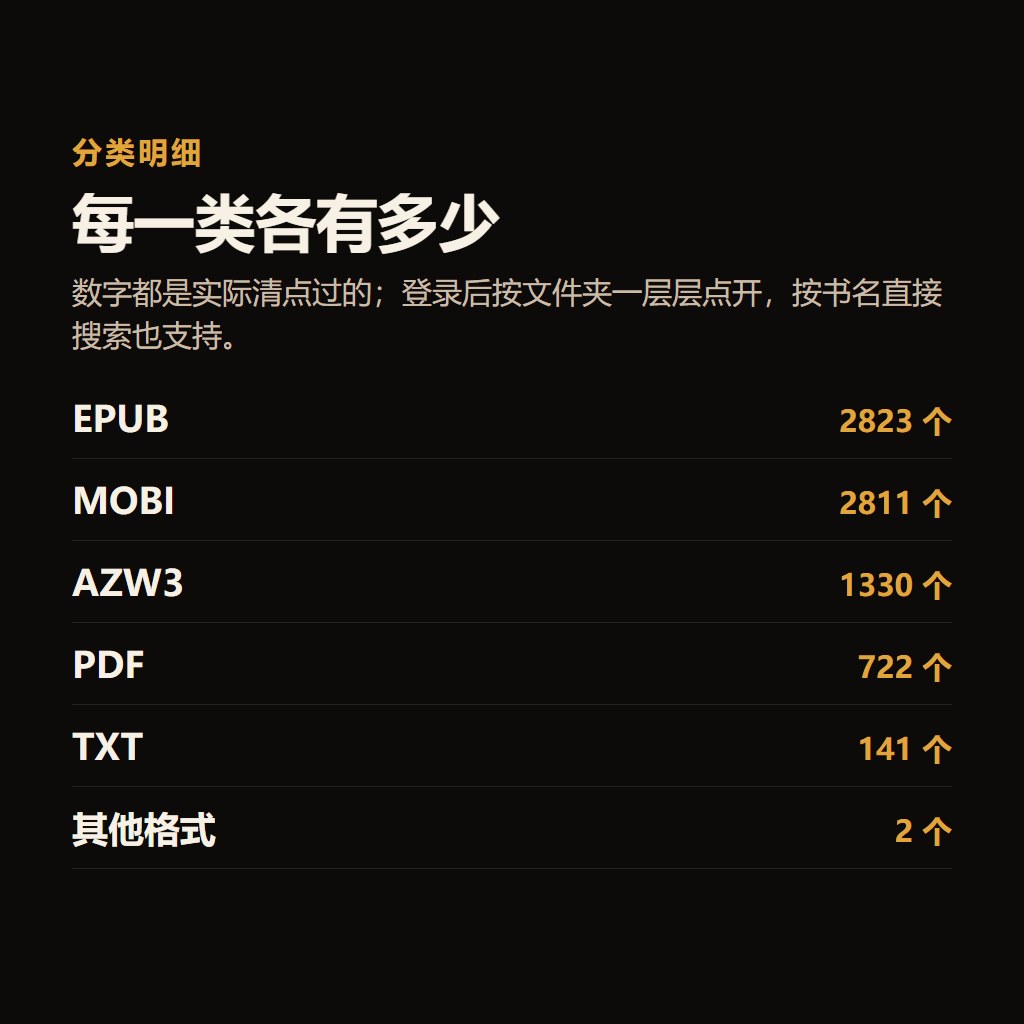 分类明细
每一类各有多少
数字都是实际清点过的；登录后按文件夹一层层点开，按书名直接
搜索也支持。
EPUB 2823 个
MOBI 2811 个
AZW3 1330 个
PDF 722 个
TXT 141 个
其他格式 2 个